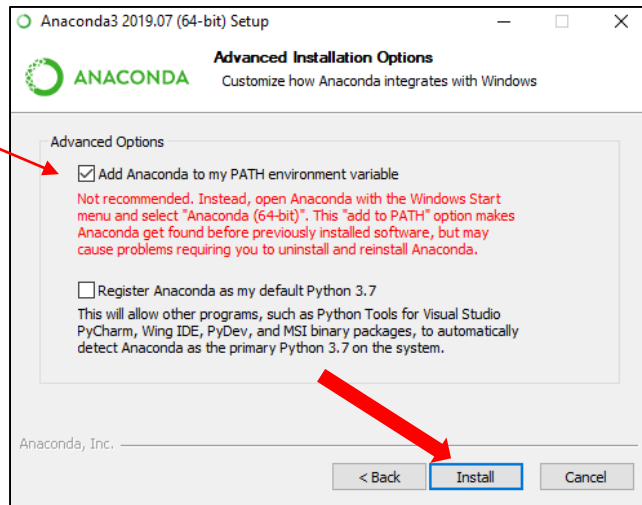 Anaconda3 2019.07 (64-bit) Setup
ANACONDA
Advanced Installation Options
Customize how Anaconda integrates with Windows
Advanced Options
Add Anaconda to my PATH environment variable
Not recommended. Instead, open Anaconda with the Windows Start
menu and select "Anaconda (64-bit)". This "add to PATH" option makes
Anaconda get found before previously installed software, but may
cause problems requiring you to uninstall and reinstall Anaconda.
Register Anaconda as my default Python 3.7
This will allow other programs, such as Python Tools for Visual Studio
PyCharm, Wing IDE, PyDev, and MSI binary packages, to automatically
detect Anaconda as the primary Python 3.7 on the system.
Anaconda, Inc.
< Back
Install
Cancel